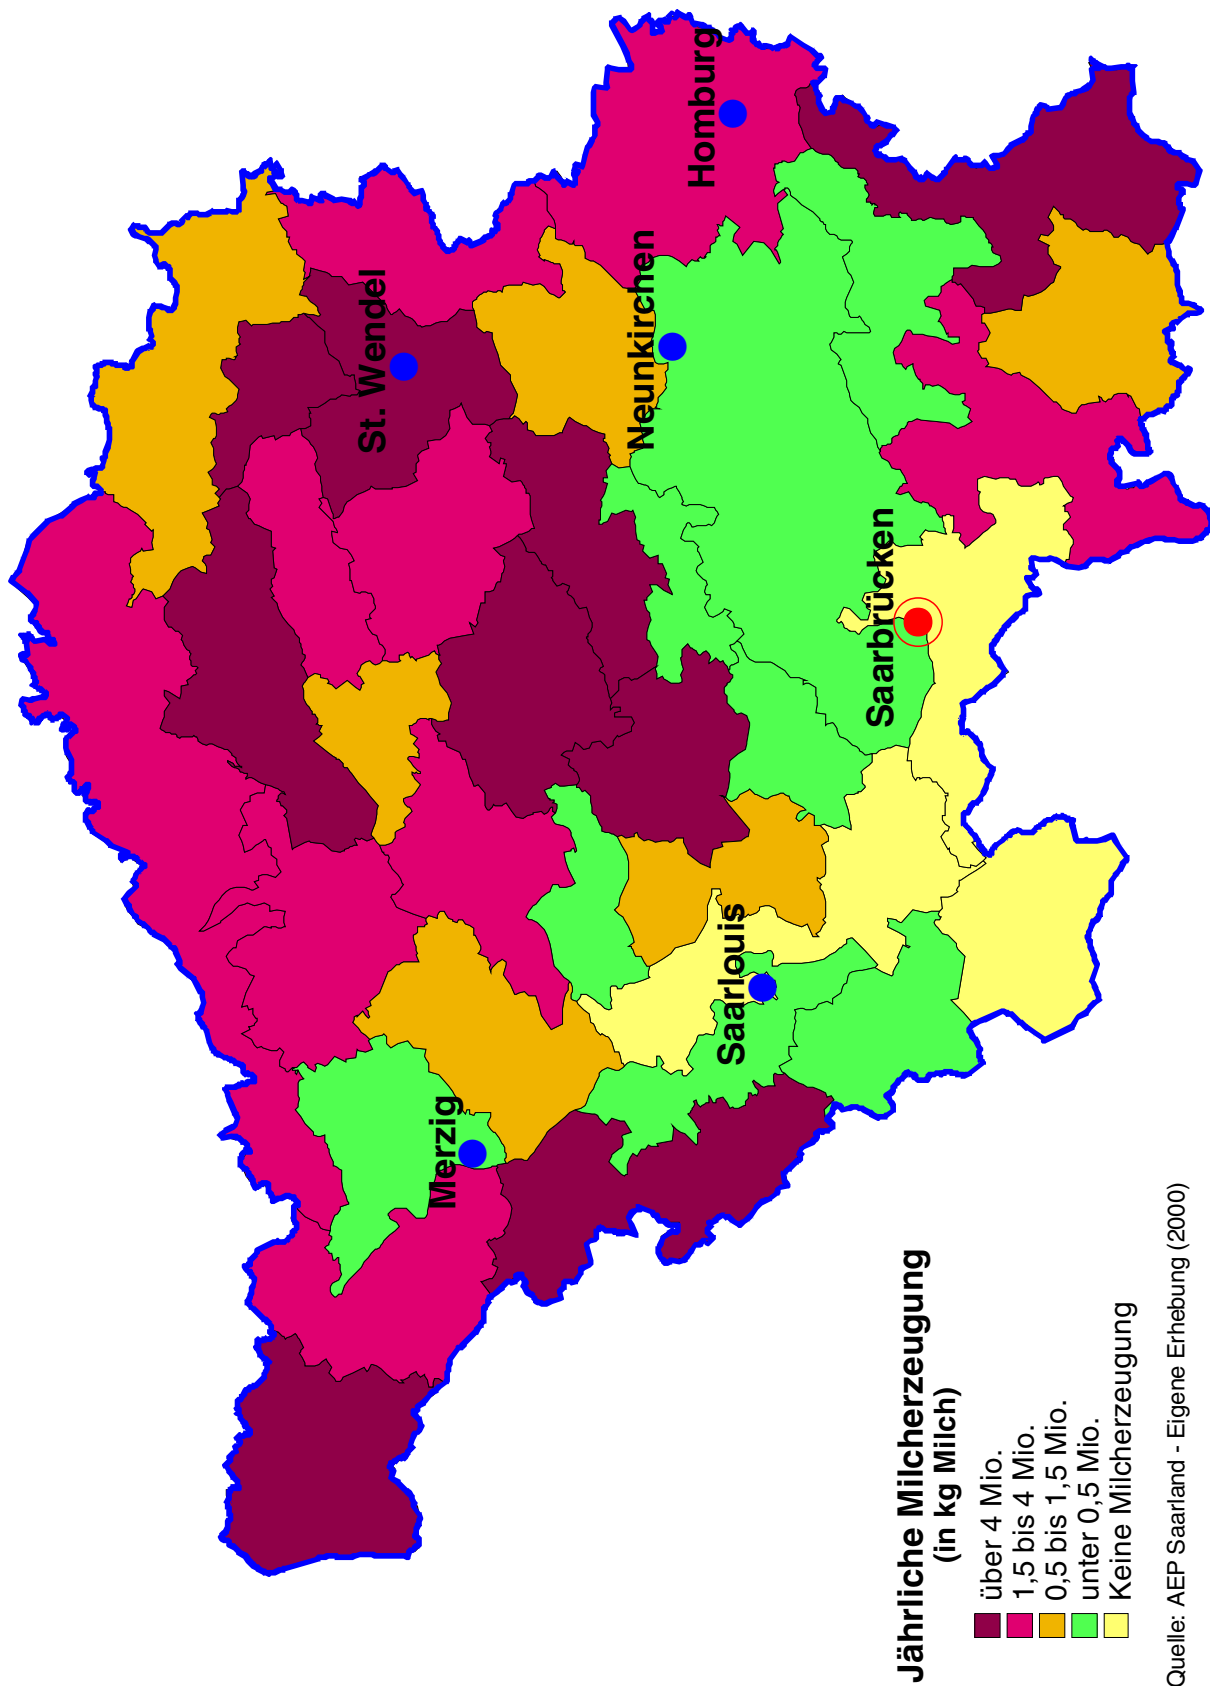 St. Wendel
Homburg
Neunkirchen
Merzig
Saarlouis
Saarbrücken
Jährliche Milcherzeugung
(in kg Milch)
über 4 Mio.
1,5 bis 4 Mio.
0,5 bis 1,5 Mio.
unter 0,5 Mio.
Keine Milcherzeugung
Quelle: AEP Saarland - Eigene Erhebung (2000)